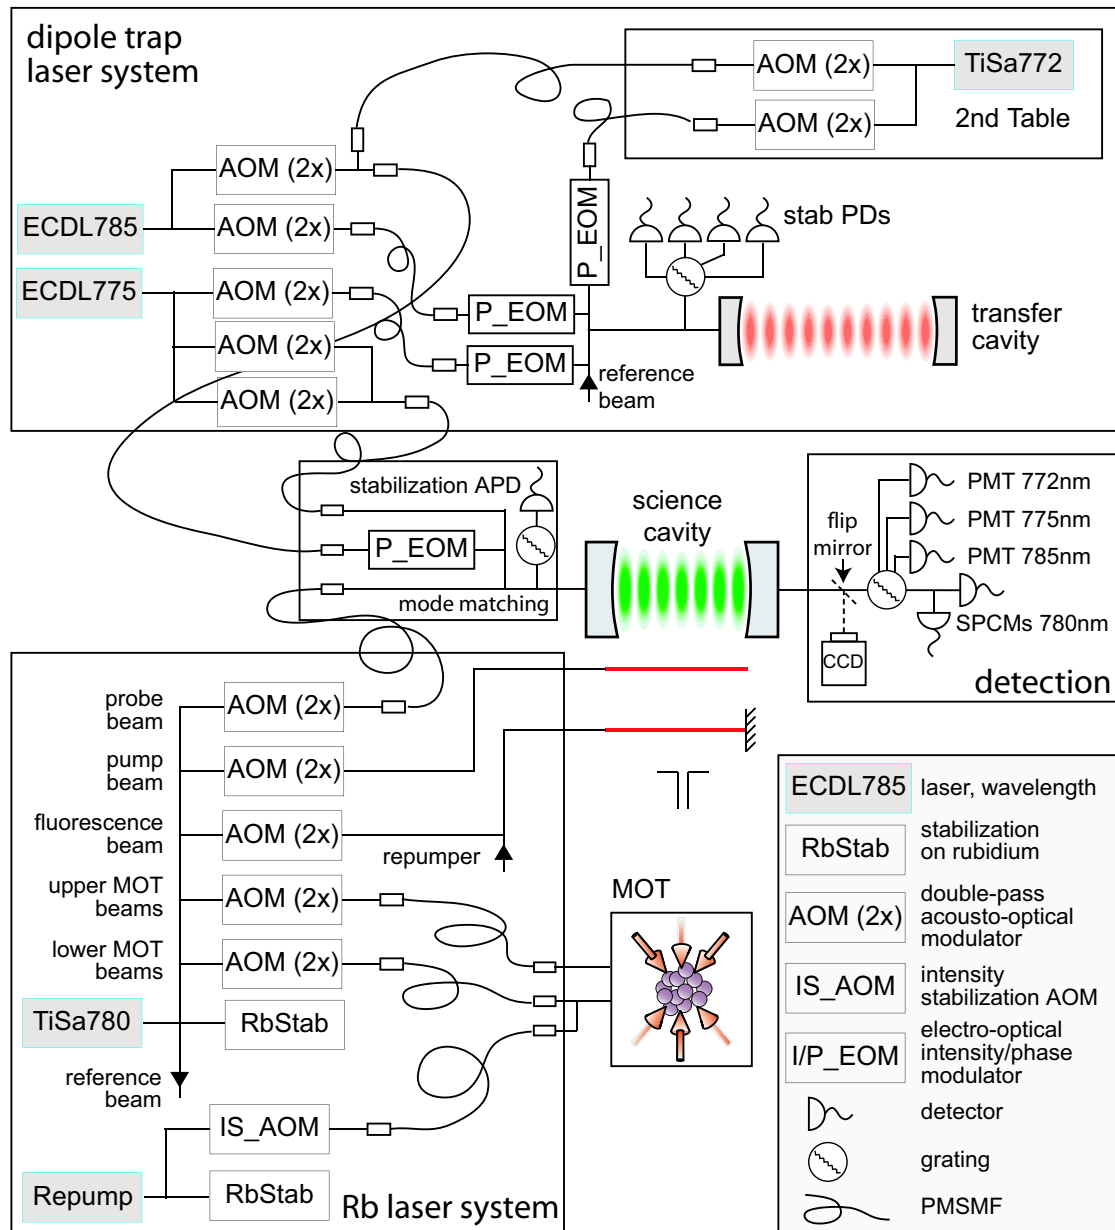 dipole trap
laser system
AOM (2x)
TiSa772
AOM (2x)
2nd Table
AOM (2x)
ECDL785
AOM (2x)
P_EOM
stab PDs
ECDL775
AOM (2x)
P_EOM
AOM (2x)
P_EOM
transfer
cavity
AOM (2x)
reference
beam
stabilization APD
P_EOM
mode matching
science
cavity
flip
mirror
PMT 772nm
PMT 775nm
PMT 785nm
SPCMs 780nm
CCD
detection
probe
beam
AOM (2x)
pump
beam
AOM (2x)
fluorescence
beam
AOM (2x)
repumper
upper MOT
beams
AOM (2x)
lower MOT
beams
AOM (2x)
TiSa780
RbStab
reference
beam
IS_AOM
Repump
RbStab
Rb laser system
MOT
ECDL785
laser, wavelength
RbStab
stabilization
on rubidium
AOM (2x)
double-pass
acousto-optical
modulator
IS_AOM
intensity
stabilization AOM
I/P_EOM
electro-optical
intensity/phase
modulator
detector
grating
PMSMF